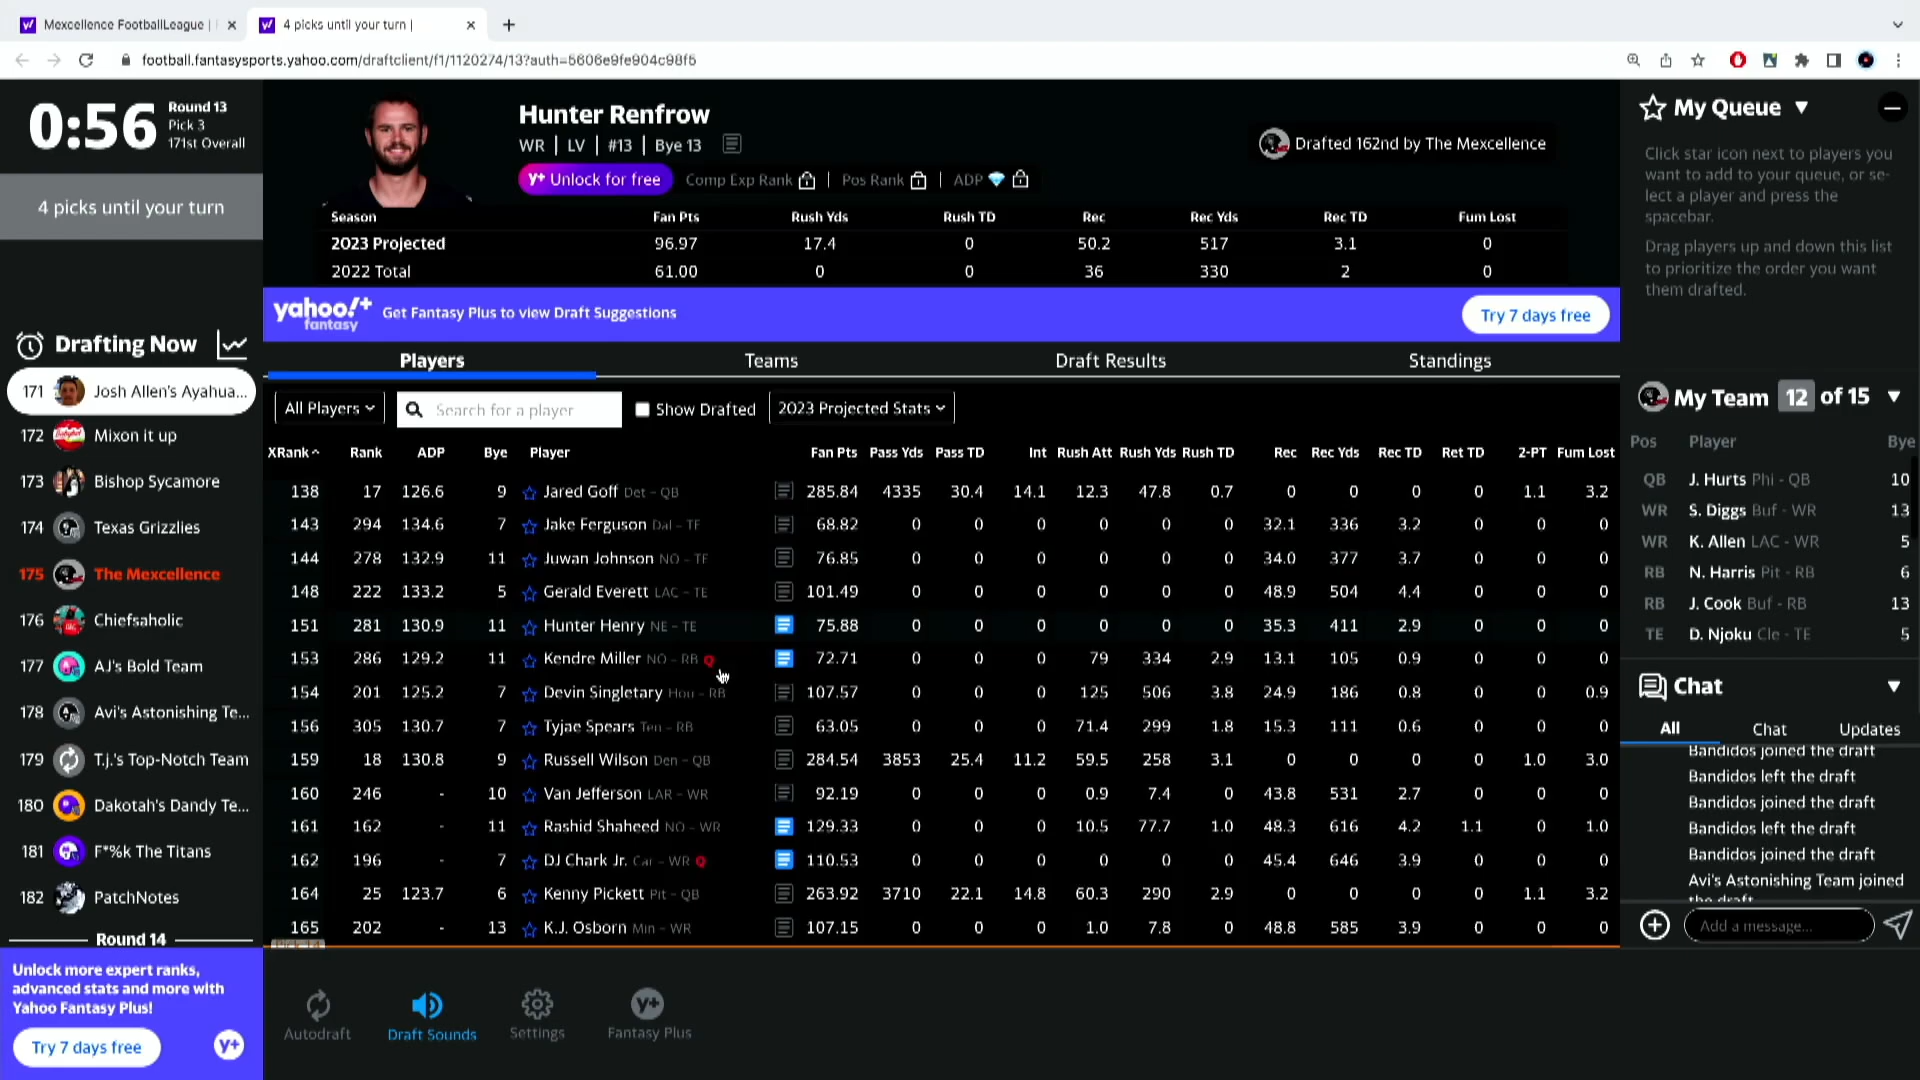 Mexcellence FootballLeague |
4 picks until your turn |
football.fantasysports.yahoo.com/draftclient/f1/1120274/13?auth=5606e9fe904c98f5
0:56
Round 13
Pick 3
171st Overall
4 picks until your turn
Drafting Now
171 Josh Allen's Ayahua...
172 Mixon it up
173 Bishop Sycamore
174 Texas Grizzlies
175 The Mexcellence
176 Chiefsaholic
177 AJ's Bold Team
178 Avi's Astonishing Te...
179 T.j.'s Top-Notch Team
180 Dakotah's Dandy Te...
181 F*%k The Titans
182 PatchNotes
Round 14
Unlock more expert ranks,
advanced stats and more with
Yahoo Fantasy Plus!
Try 7 days free y+
Hunter Renfrow
WR | LV | #13 | Bye 13
Drafted 162nd by The Mexcellence
y+ Unlock for free Comp Exp Rank | Pos Rank | ADP
Season Fan Pts Rush Yds Rush TD Rec Rec Yds Rec TD Fum Lost
2023 Projected 96.97 17.4 0 50.2 517 3.1 0
2022 Total 61.00 0 0 36 330 2 0
yahoo!+ fantasy Get Fantasy Plus to view Draft Suggestions Try 7 days free
Players Teams Draft Results Standings
All Players Search for a player Show Drafted 2023 Projected Stats
XRank Rank ADP Bye Player Fan Pts Pass Yds Pass TD Int Rush Att Rush Yds Rush TD Rec Rec Yds Rec TD Ret TD 2-PT Fum Lost
138 17 126.6 9 Jared Goff Det - QB 285.84 4335 30.4 14.1 12.3 47.8 0.7 0 0 0 0 1.1 3.2
143 294 134.6 7 Jake Ferguson Dal - TE 68.82 0 0 0 0 0 0 32.1 336 3.2 0 0 0
144 278 132.9 11 Juwan Johnson NO - TE 76.85 0 0 0 0 0 0 34.0 377 3.7 0 0 0
148 222 133.2 5 Gerald Everett LAC - TE 101.49 0 0 0 0 0 0 48.9 504 4.4 0 0 0
151 281 130.9 11 Hunter Henry NE - TE 75.88 0 0 0 0 0 0 35.3 411 2.9 0 0 0
153 286 129.2 11 Kendre Miller NO - RB Q 72.71 0 0 0 79 334 2.9 13.1 105 0.9 0 0 0
154 201 125.2 7 Devin Singletary Hou - RB 107.57 0 0 0 125 506 3.8 24.9 186 0.8 0 0 0.9
156 305 130.7 7 Tyjae Spears Ten - RB 63.05 0 0 0 71.4 299 1.8 15.3 111 0.6 0 0 0
159 18 130.8 9 Russell Wilson Den - QB 284.54 3853 25.4 11.2 59.5 258 3.1 0 0 0 0 1.0 3.0
160 246 - 10 Van Jefferson LAR - WR 92.19 0 0 0 0.9 7.4 0 43.8 531 2.7 0 0 0
161 162 - 11 Rashid Shaheed NO - WR 129.33 0 0 0 10.5 77.7 1.0 48.3 616 4.2 1.1 0 1.0
162 196 - 7 DJ Chark Jr. Car - WR Q 110.53 0 0 0 0 0 0 45.4 646 3.9 0 0 0
164 25 123.7 6 Kenny Pickett Pit - QB 263.92 3710 22.1 14.8 60.3 290 2.9 0 0 0 0 1.1 3.2
165 202 - 13 K.J. Osborn Min - WR 107.15 0 0 0 1.0 7.8 0 48.8 585 3.9 0 0 0
Autodraft Draft Sounds Settings Fantasy Plus
y+
My Queue
Click star icon next to players you
want to add to your queue, or se-
lect a player and press the
spacebar.
Drag players up and down this list
to prioritize the order you want
them drafted.
My Team 12 of 15
Pos Player Bye
QB J. Hurts Phi - QB 10
WR S. Diggs Buf - WR 13
WR K. Allen LAC - WR 5
RB N. Harris Pit - RB 6
RB J. Cook Buf - RB 13
TE D. Njoku Cle - TE 5
Chat
All Chat Updates
Bandidos joined the draft
Bandidos left the draft
Bandidos joined the draft
Bandidos left the draft
Bandidos joined the draft
Avi's Astonishing Team joined
the draft
Add a message...